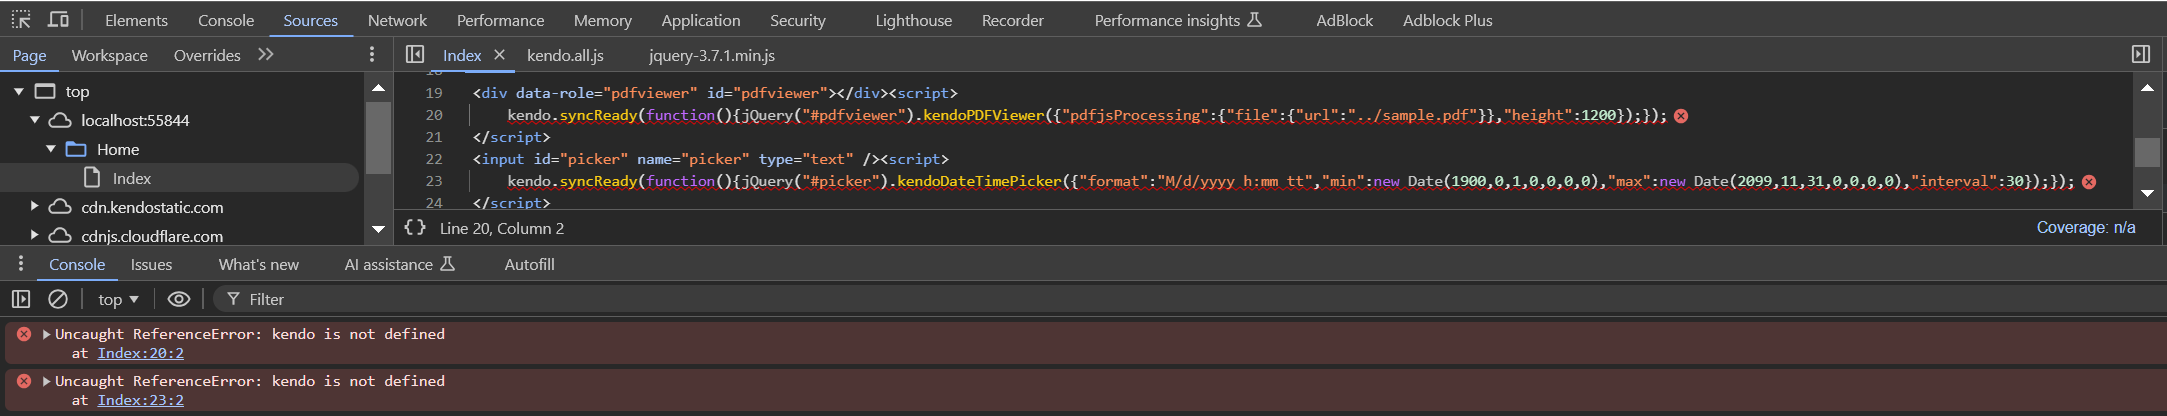 Elements Console Sources Network Performance Memory Application Security Lighthouse Recorder Performance insights AdBlock Adblock Plus
Page Workspace Overrides
Index kendo.all.js jquery-3.7.1.min.js
top
localhost:55844
Home
Index
cdn.kendostatic.com
cdnjs.cloudflare.com
19 <div data-role="pdfviewer" id="pdfviewer"></div><script>
20 kendo.syncReady(function(){jQuery("#pdfviewer").kendoPDFViewer({"pdfjsProcessing":{"file":{"url":"../sample.pdf"}},"height":1200});});
21 </script>
22 <input id="picker" name="picker" type="text" /><script>
23 kendo.syncReady(function(){jQuery("#picker").kendoDateTimePicker({"format":"M/d/yyyy h:mm tt","min":new Date(1900,0,1,0,0,0,0),"max":new Date(2099,11,31,0,0,0,0),"interval":30});});
24 </script>
{} Line 20, Column 2 Coverage: n/a
Console Issues What's new AI assistance Autofill
top Filter
Uncaught ReferenceError: kendo is not defined
at Index:20:2
Uncaught ReferenceError: kendo is not defined
at Index:23:2